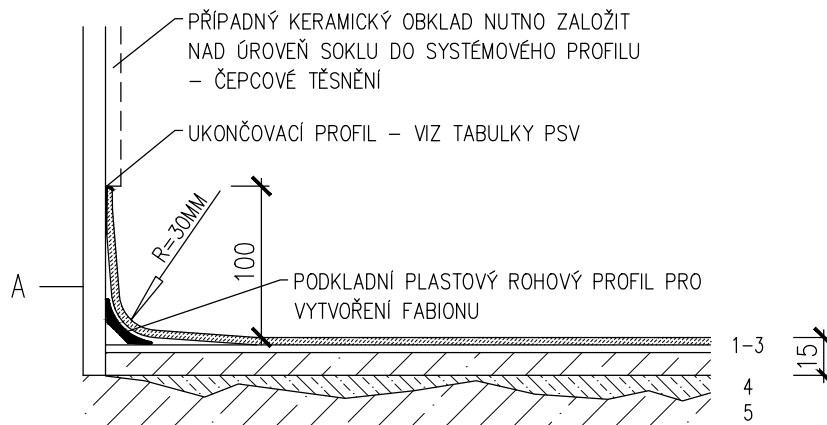 PŘÍPADNÝ KERAMICKÝ OBKLAD NUTNO ZALOŽIT
NAD ÚROVEŇ SOKLU DO SYSTÉMOVÉHO PROFILU
– ČEPCOVÉ TĚSNĚNÍ
UKONČOVACÍ PROFIL – VIZ TABULKY PSV
R=30MM
100
A
PODKLADNÍ PLASTOVÝ ROHOVÝ PROFIL PRO
VYTVOŘENÍ FABIONU
1-3
15
4
5